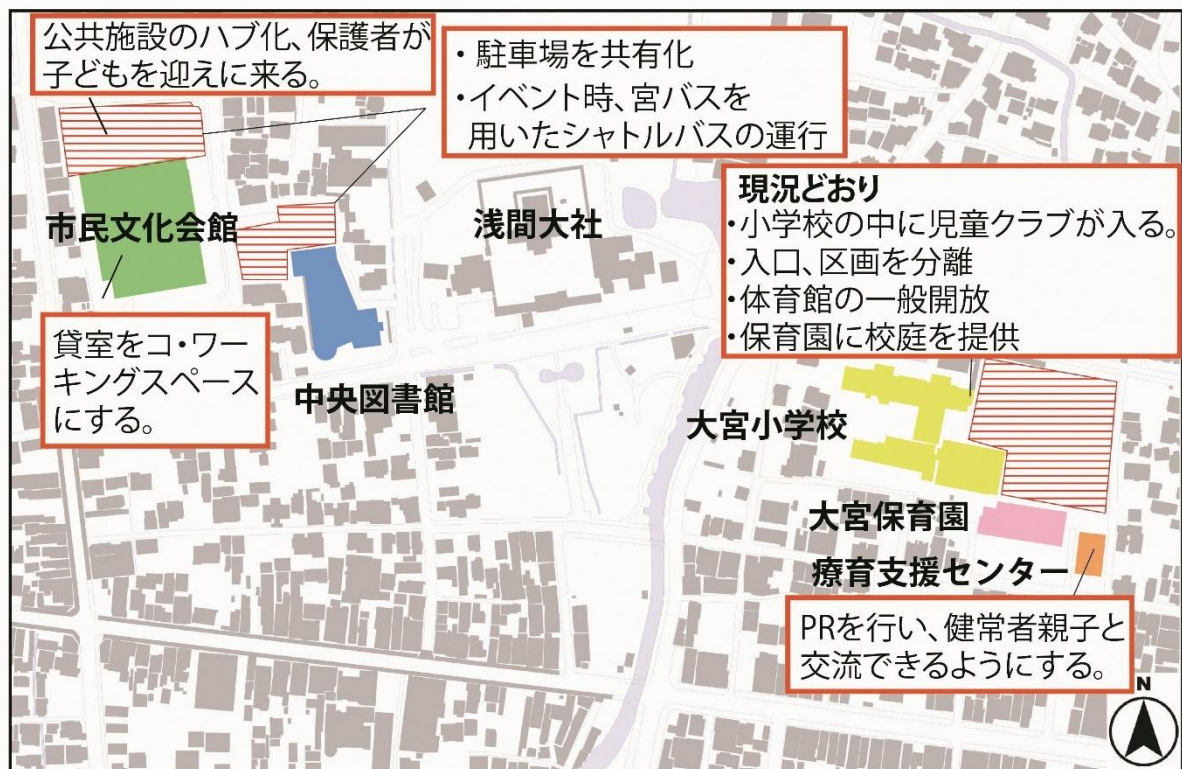 公共施設のハブ化、保護者が
子どもを迎えに来る。
・駐車場を共有化
・イベント時、宮バスを
用いたシャトルバスの運行
現況どおり
・小学校の中に児童クラブが入る。
・入口、区画を分離
・体育館の一般開放
・保育園に校庭を提供
市民文化会館
浅間大社
貸室をコ・ワー
キングスペース
にする。
中央図書館
大宮小学校
大宮保育園
療育支援センター
PRを行い、健常者親子と
交流できるようにする。
N